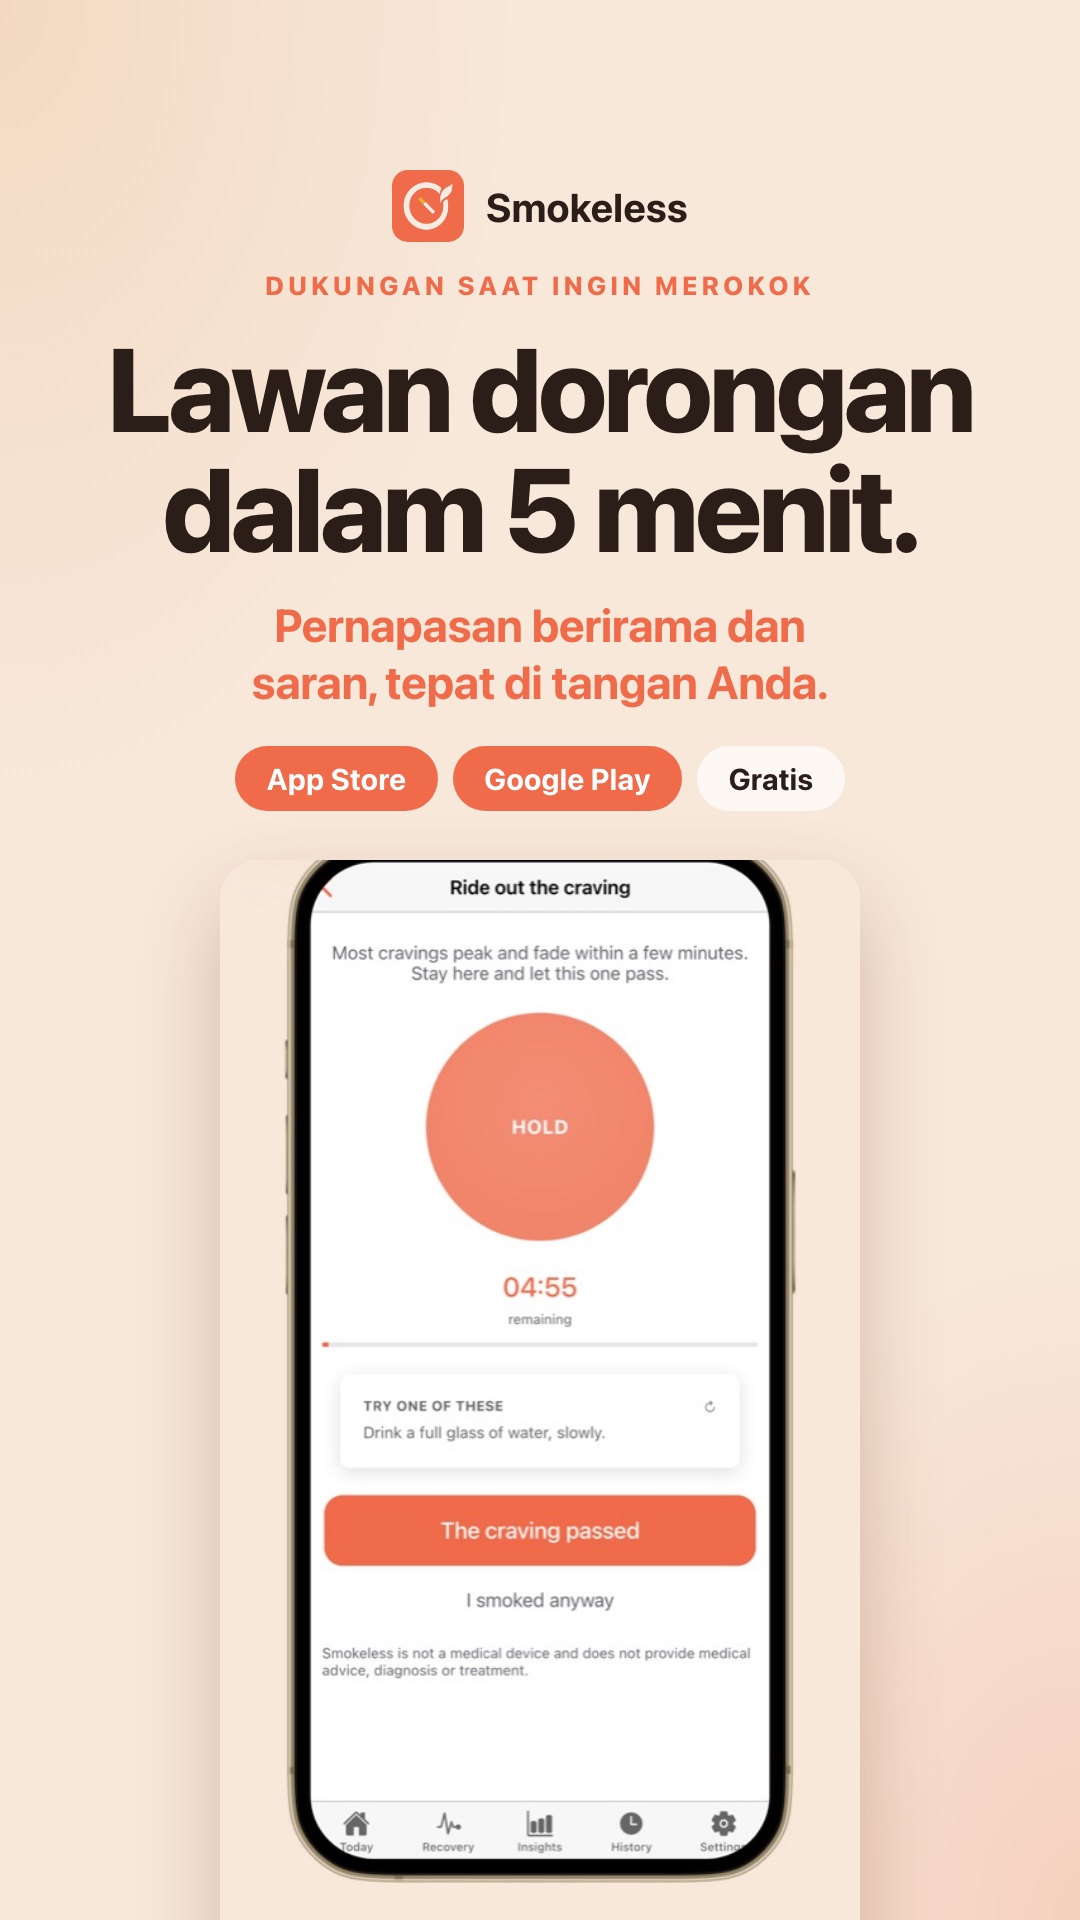 Smokeless
DUKUNGAN SAAT INGIN MEROKOK
Lawan dorongan
dalam 5 menit.
Pernapasan berirama dan
saran, tepat di tangan Anda.
App Store
Google Play
Gratis
Ride out the craving
Most cravings peak and fade within a few minutes.
Stay here and let this one pass.
HOLD
04:55
remaining
TRY ONE OF THESE
Drink a full glass of water, slowly.
The craving passed
I smoked anyway
Smokeless is not a medical device and does not provide medical
advice, diagnosis or treatment.
Today
Recovery
Insights
History
Settings